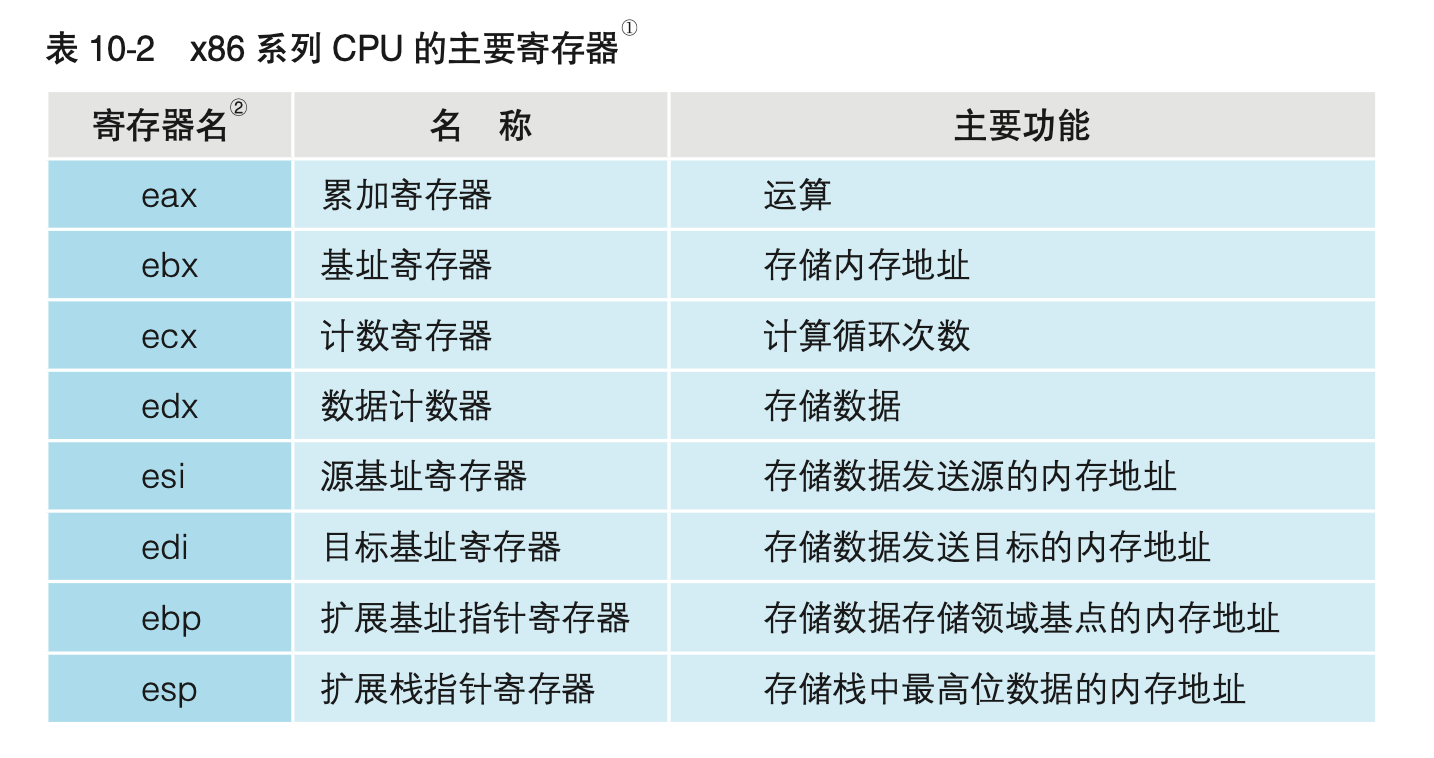 表 10-2 x86 系列 CPU 的主要寄存器①
寄存器名② 名 称 主要功能
eax 累加寄存器 运算
ebx 基址寄存器 存储内存地址
ecx 计数寄存器 计算循环次数
edx 数据计数器 存储数据
esi 源基址寄存器 存储数据发送源的内存地址
edi 目标基址寄存器 存储数据发送目标的内存地址
ebp 扩展基址指针寄存器 存储数据存储领域基点的内存地址
esp 扩展栈指针寄存器 存储栈中最高位数据的内存地址